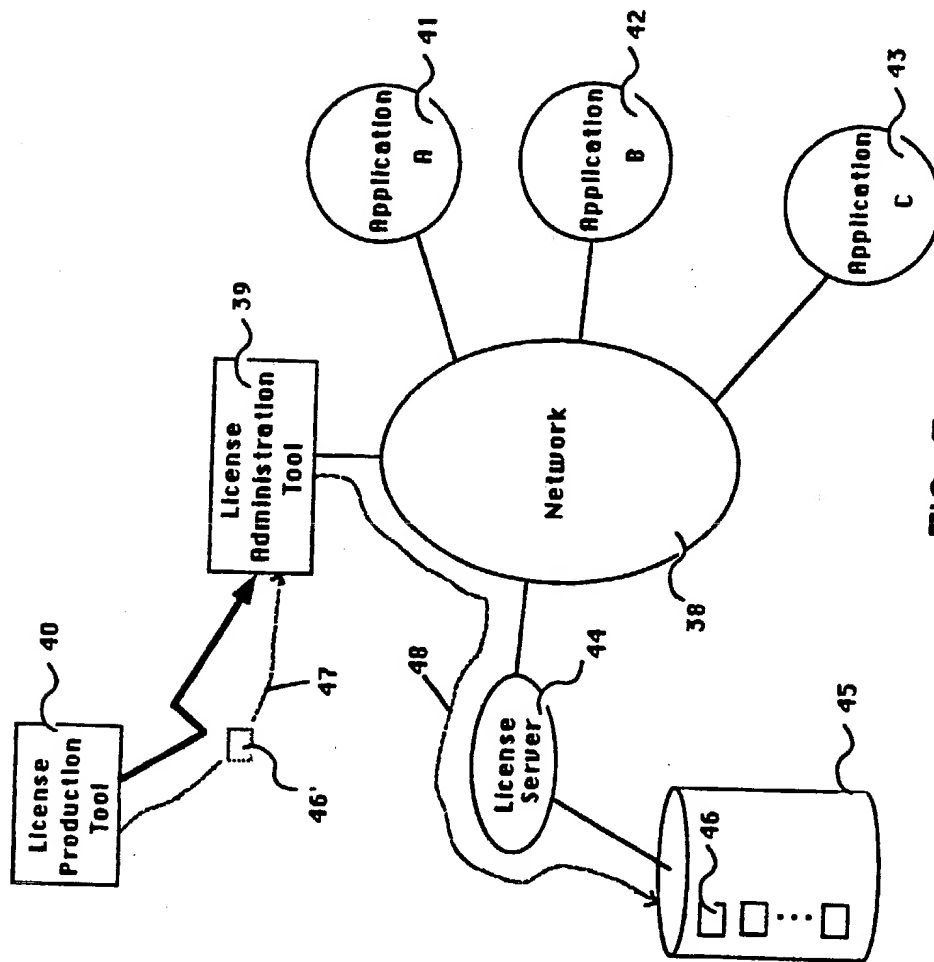 License
Production
Tool
40
46'
47
License
Administration
Tool
39
48
License
Server
44
46
45
Network
38
Application
A
41
Application
B
42
Application
C
43